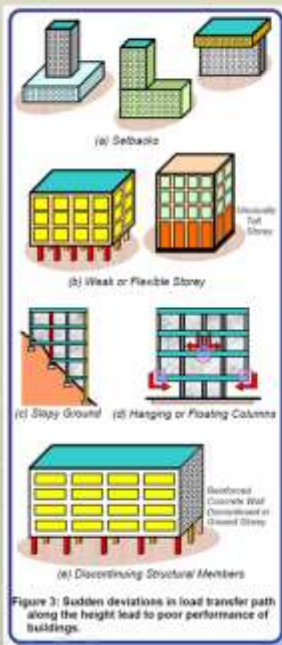 (a) Setbacks
Unusually
Tall
Storey
(b) Weak or Flexible Storey
(c) Slopy Ground (d) Hanging or Floating Columns
Reinforced
Concrete Wall
Discontinued in
Ground Storey
(e) Discontinuing Structural Members
Figure 3: Sudden deviations in load transfer path
along the height lead to poor performance of
buildings.